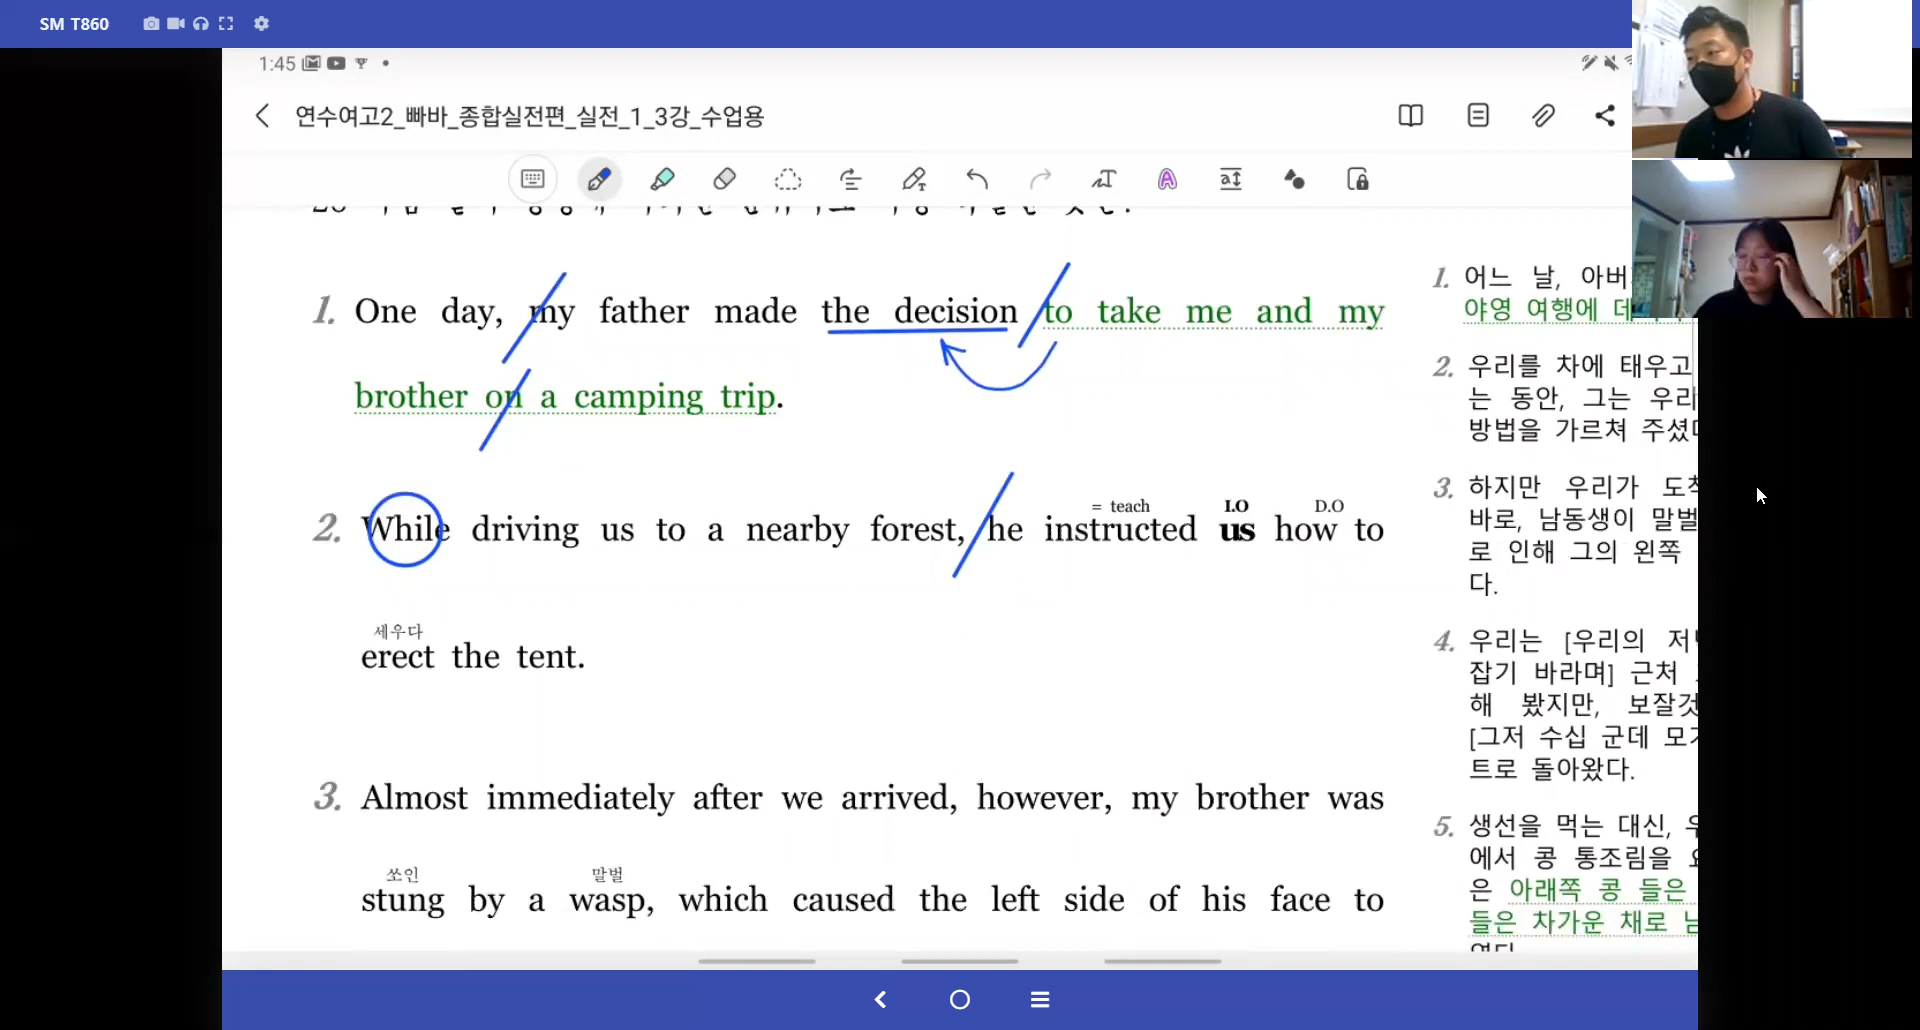 SM T860
1:45
연수여고2_빠바_종합실전편_실전_1_3강_수업용
1. One day, my father made the decision to take me and my
brother on a camping trip.
= teach I.O D.O
2. While driving us to a nearby forest, he instructed us how to
세우다
erect the tent.
3. Almost immediately after we arrived, however, my brother was
쏘인 말벌
stung by a wasp, which caused the left side of his face to
1. 어느 날, 아버
야영 여행에 데
2. 우리를 차에 태우고
는 동안, 그는 우리
방법을 가르쳐 주셨
3. 하지만 우리가 도착
바로, 남동생이 말벌
로 인해 그의 왼쪽
다.
4. 우리는 [우리의 저
잡기 바라며] 근처
해 봤지만, 보잘것
[그저 수십 군데 모기
트로 돌아왔다.
5. 생선을 먹는 대신, 우
에서 콩 통조림을
은 아래쪽 콩 들은
들은 차가운 채로